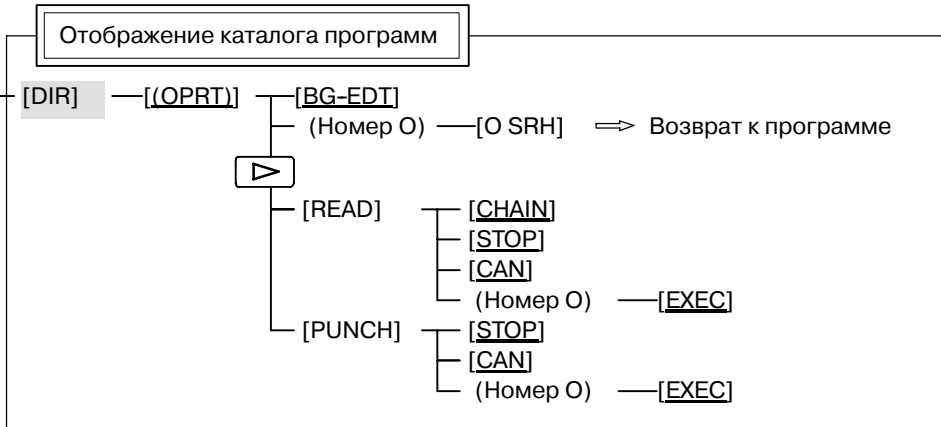 Отображение каталога программ
[DIR] [(OPRT)] [BG-EDT]
(Номер O) [O SRH] Возврат к программе
[READ] [CHAIN]
[STOP]
[CAN]
(Номер O) [EXEC]
[PUNCH] [STOP]
[CAN]
(Номер O) [EXEC]